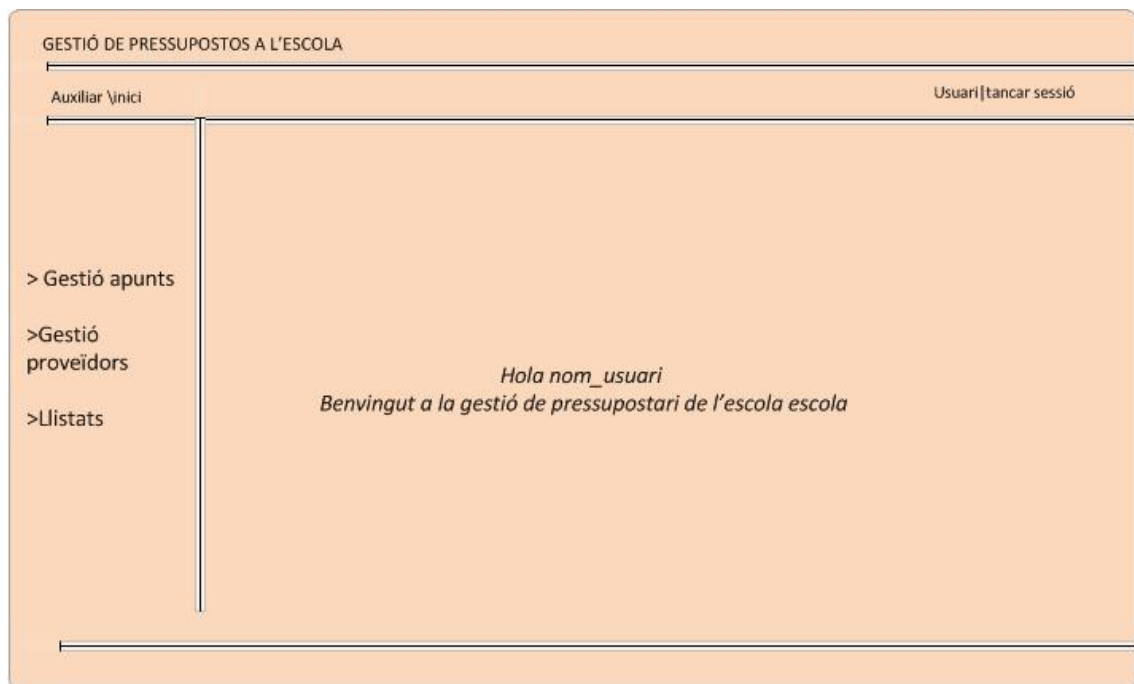 GESTIÓ DE PRESSUPOSTOS A L'ESCOLA
Auxiliar \inici
Usuari|tancar sessió
> Gestió apunts
>Gestió
proveïdors
>Llistats
Hola nom_usuari
Benvingut a la gestió de pressupostari de l'escola escola